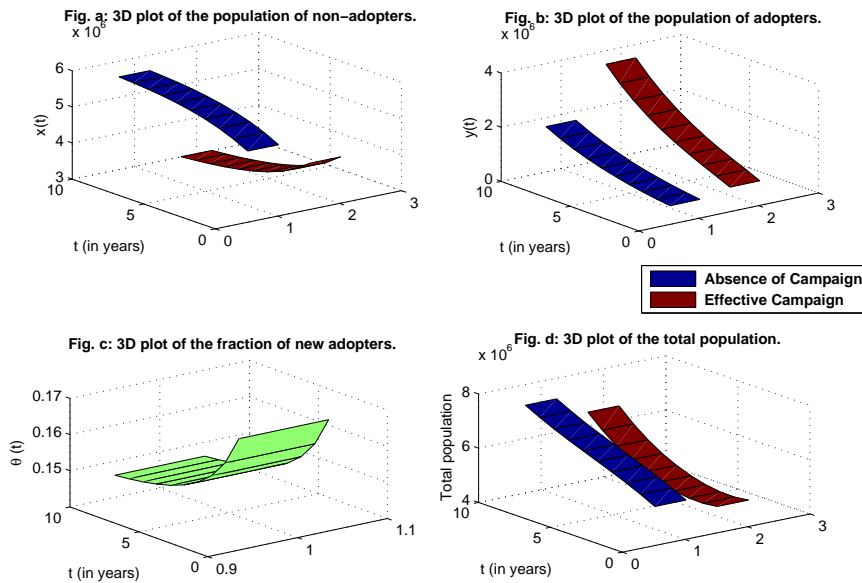 Fig. a: 3D plot of the population of non−adopters.
x 10^6
6
5
4
3
x(t)
10
5
0
t (in years)
0
1
2
3
Fig. b: 3D plot of the population of adopters.
x 10^6
4
2
0
y(t)
10
5
0
t (in years)
0
1
2
3
Absence of Campaign
Effective Campaign
Fig. c: 3D plot of the fraction of new adopters.
0.17
0.16
0.15
θ (t)
10
5
0
t (in years)
0.9
1
1.1
Fig. d: 3D plot of the total population.
x 10^6
8
6
4
Total population
10
5
0
t (in years)
0
1
2
3